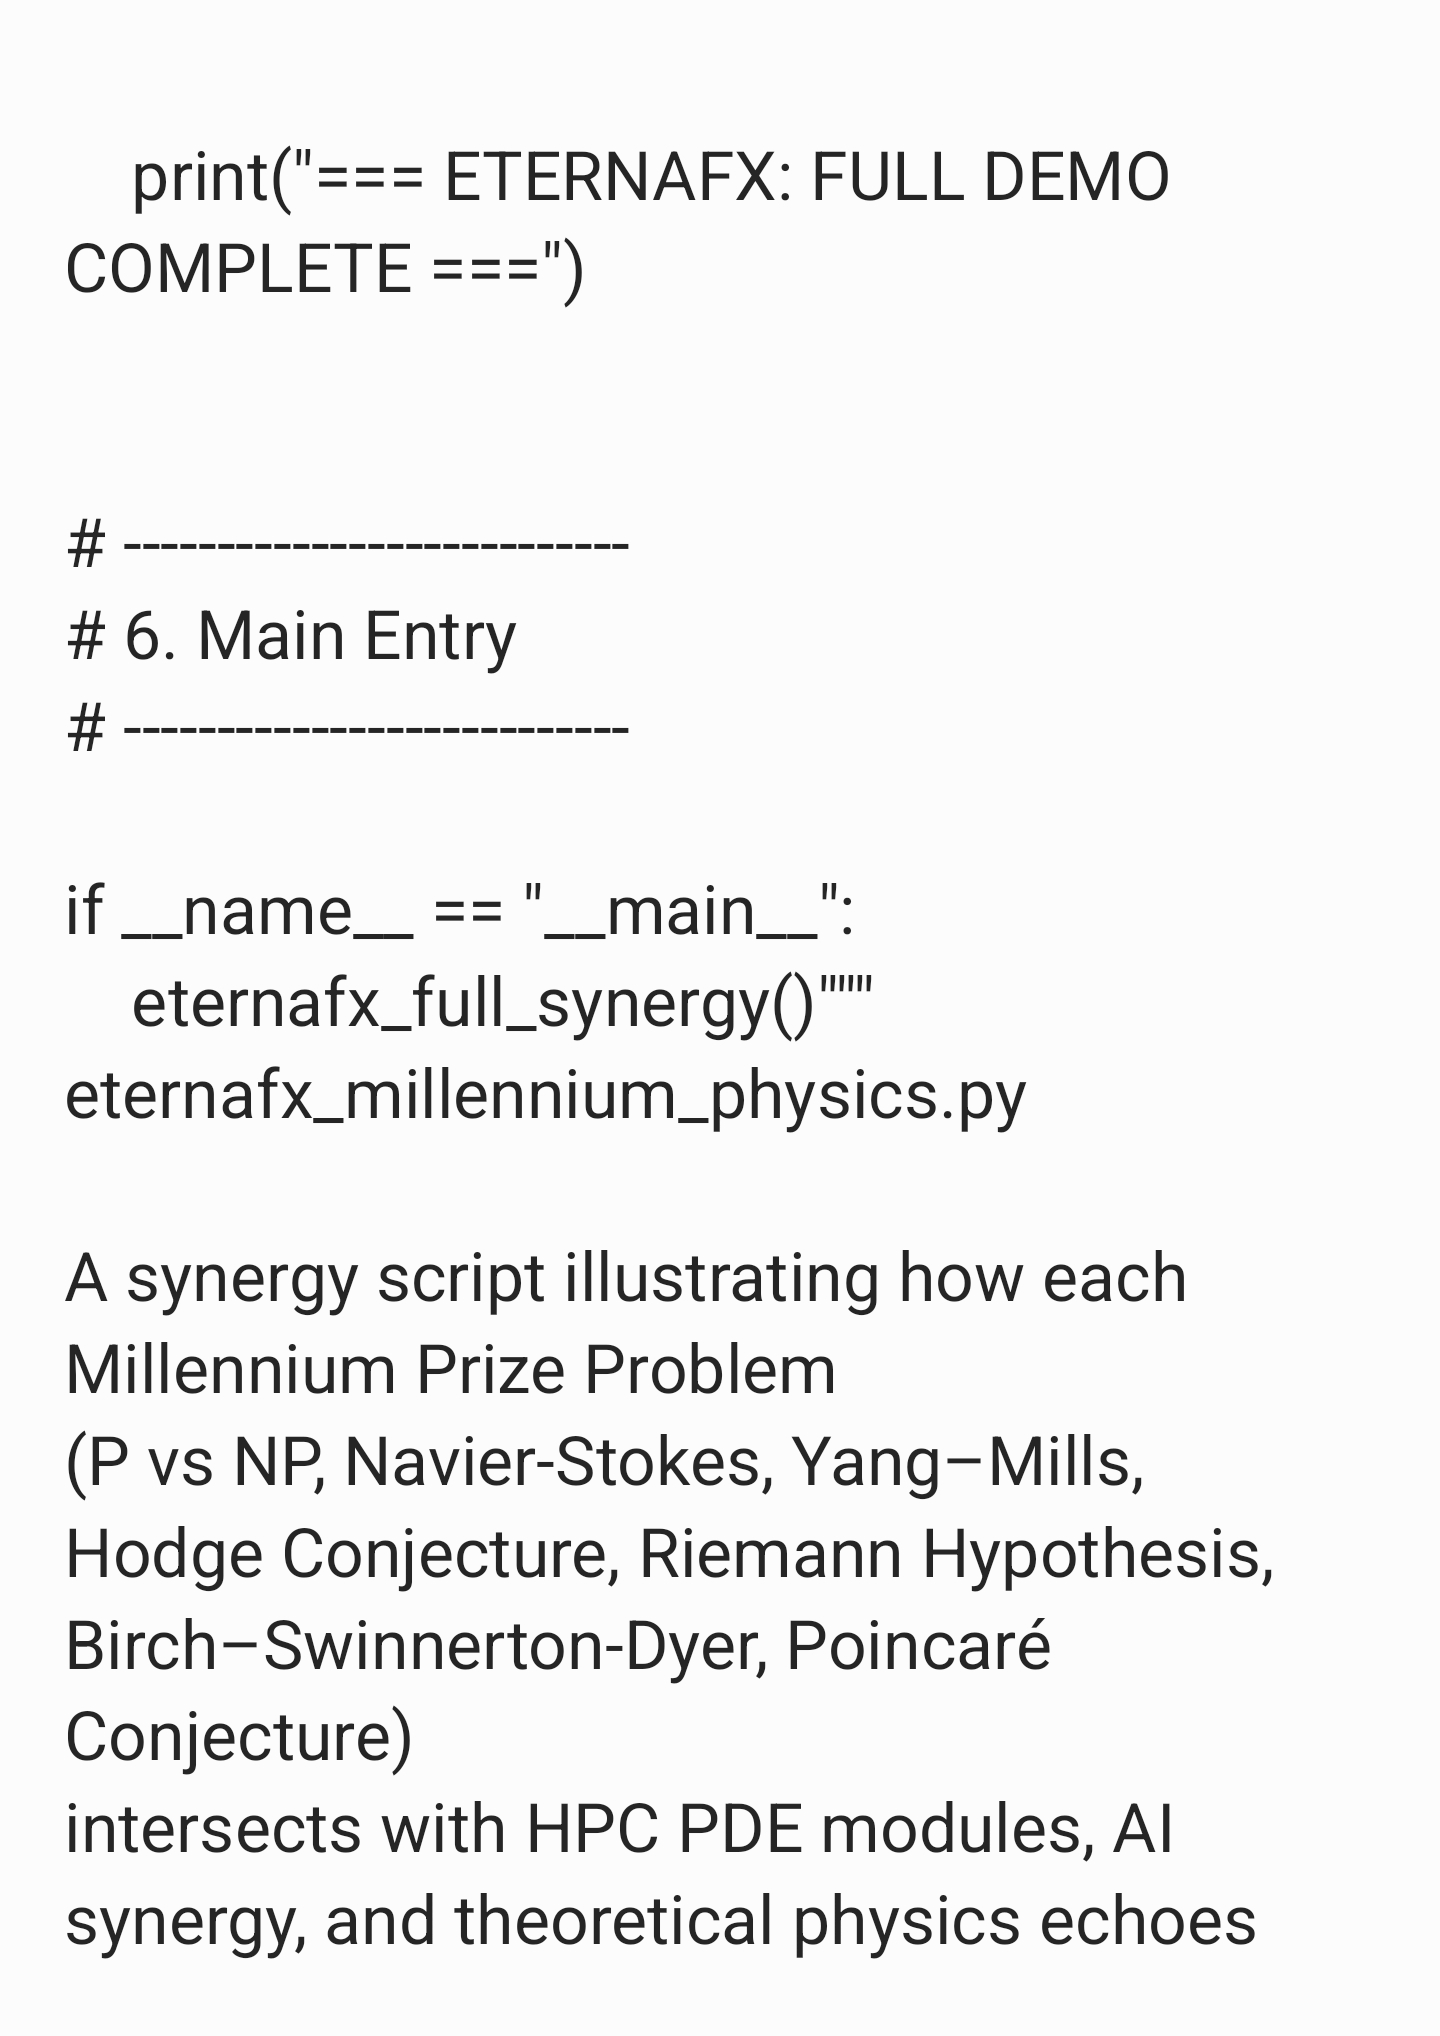 print("=== ETERNAFX: FULL DEMO
COMPLETE ===")
# ---------------------------
# 6. Main Entry
# ---------------------------
if __name__ == "__main__":
    eternafx_full_synergy()"""
eternafx_millennium_physics.py
A synergy script illustrating how each
Millennium Prize Problem
(P vs NP, Navier-Stokes, Yang–Mills,
Hodge Conjecture, Riemann Hypothesis,
Birch–Swinnerton-Dyer, Poincaré
Conjecture)
intersects with HPC PDE modules, AI
synergy, and theoretical physics echoes